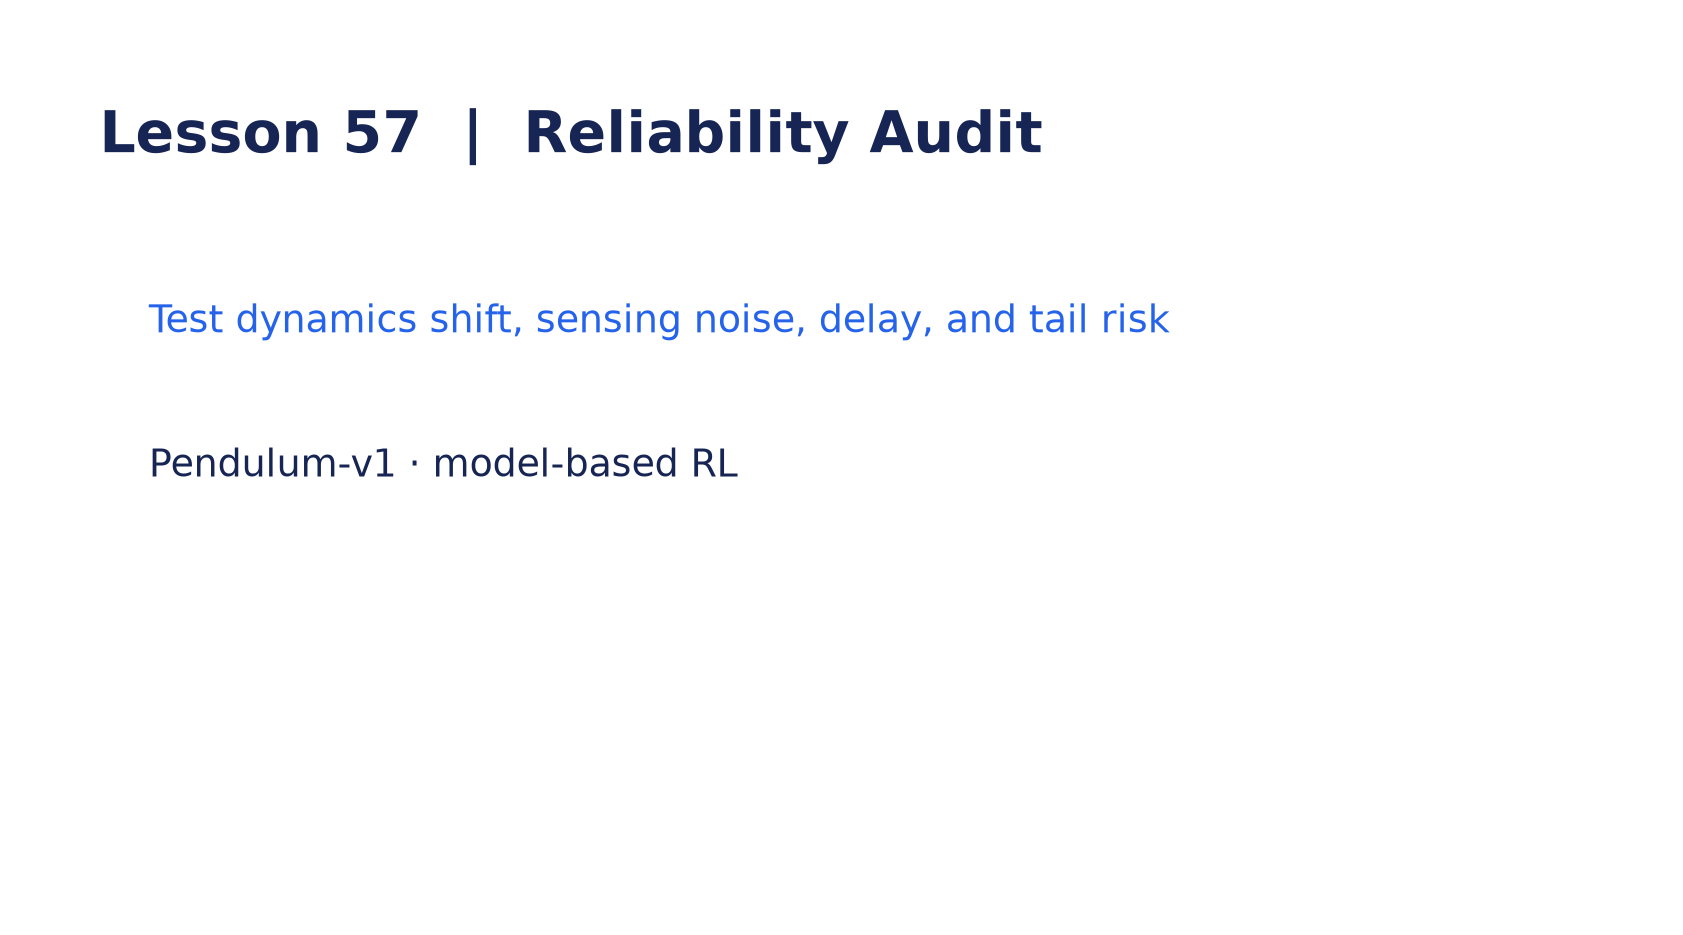 Lesson 57 | Reliability Audit
Test dynamics shift, sensing noise, delay, and tail risk
Pendulum-v1 · model-based RL